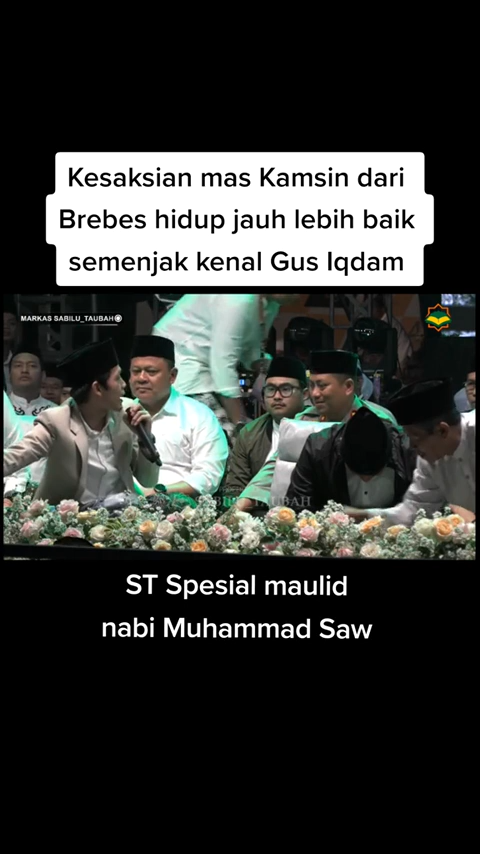 Kesaksian mas Kamsin dari
Brebes hidup jauh lebih baik
semenjak kenal Gus Iqdam
MARKAS SABILU_TAUBAH
TAUBAH
ST Spesial maulid
nabi Muhammad Saw